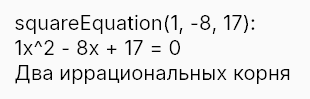 squareEquation(1, -8, 17):
1x^2 - 8x + 17 = 0
Два иррациональных корня